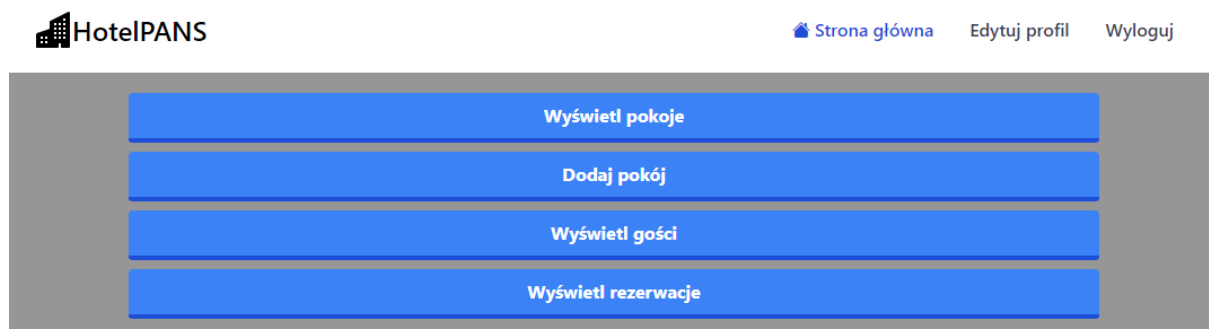 HotelPANS
Strona główna Edytuj profil Wyloguj
Wyświetl pokoje
Dodaj pokój
Wyświetl gości
Wyświetl rezerwacje